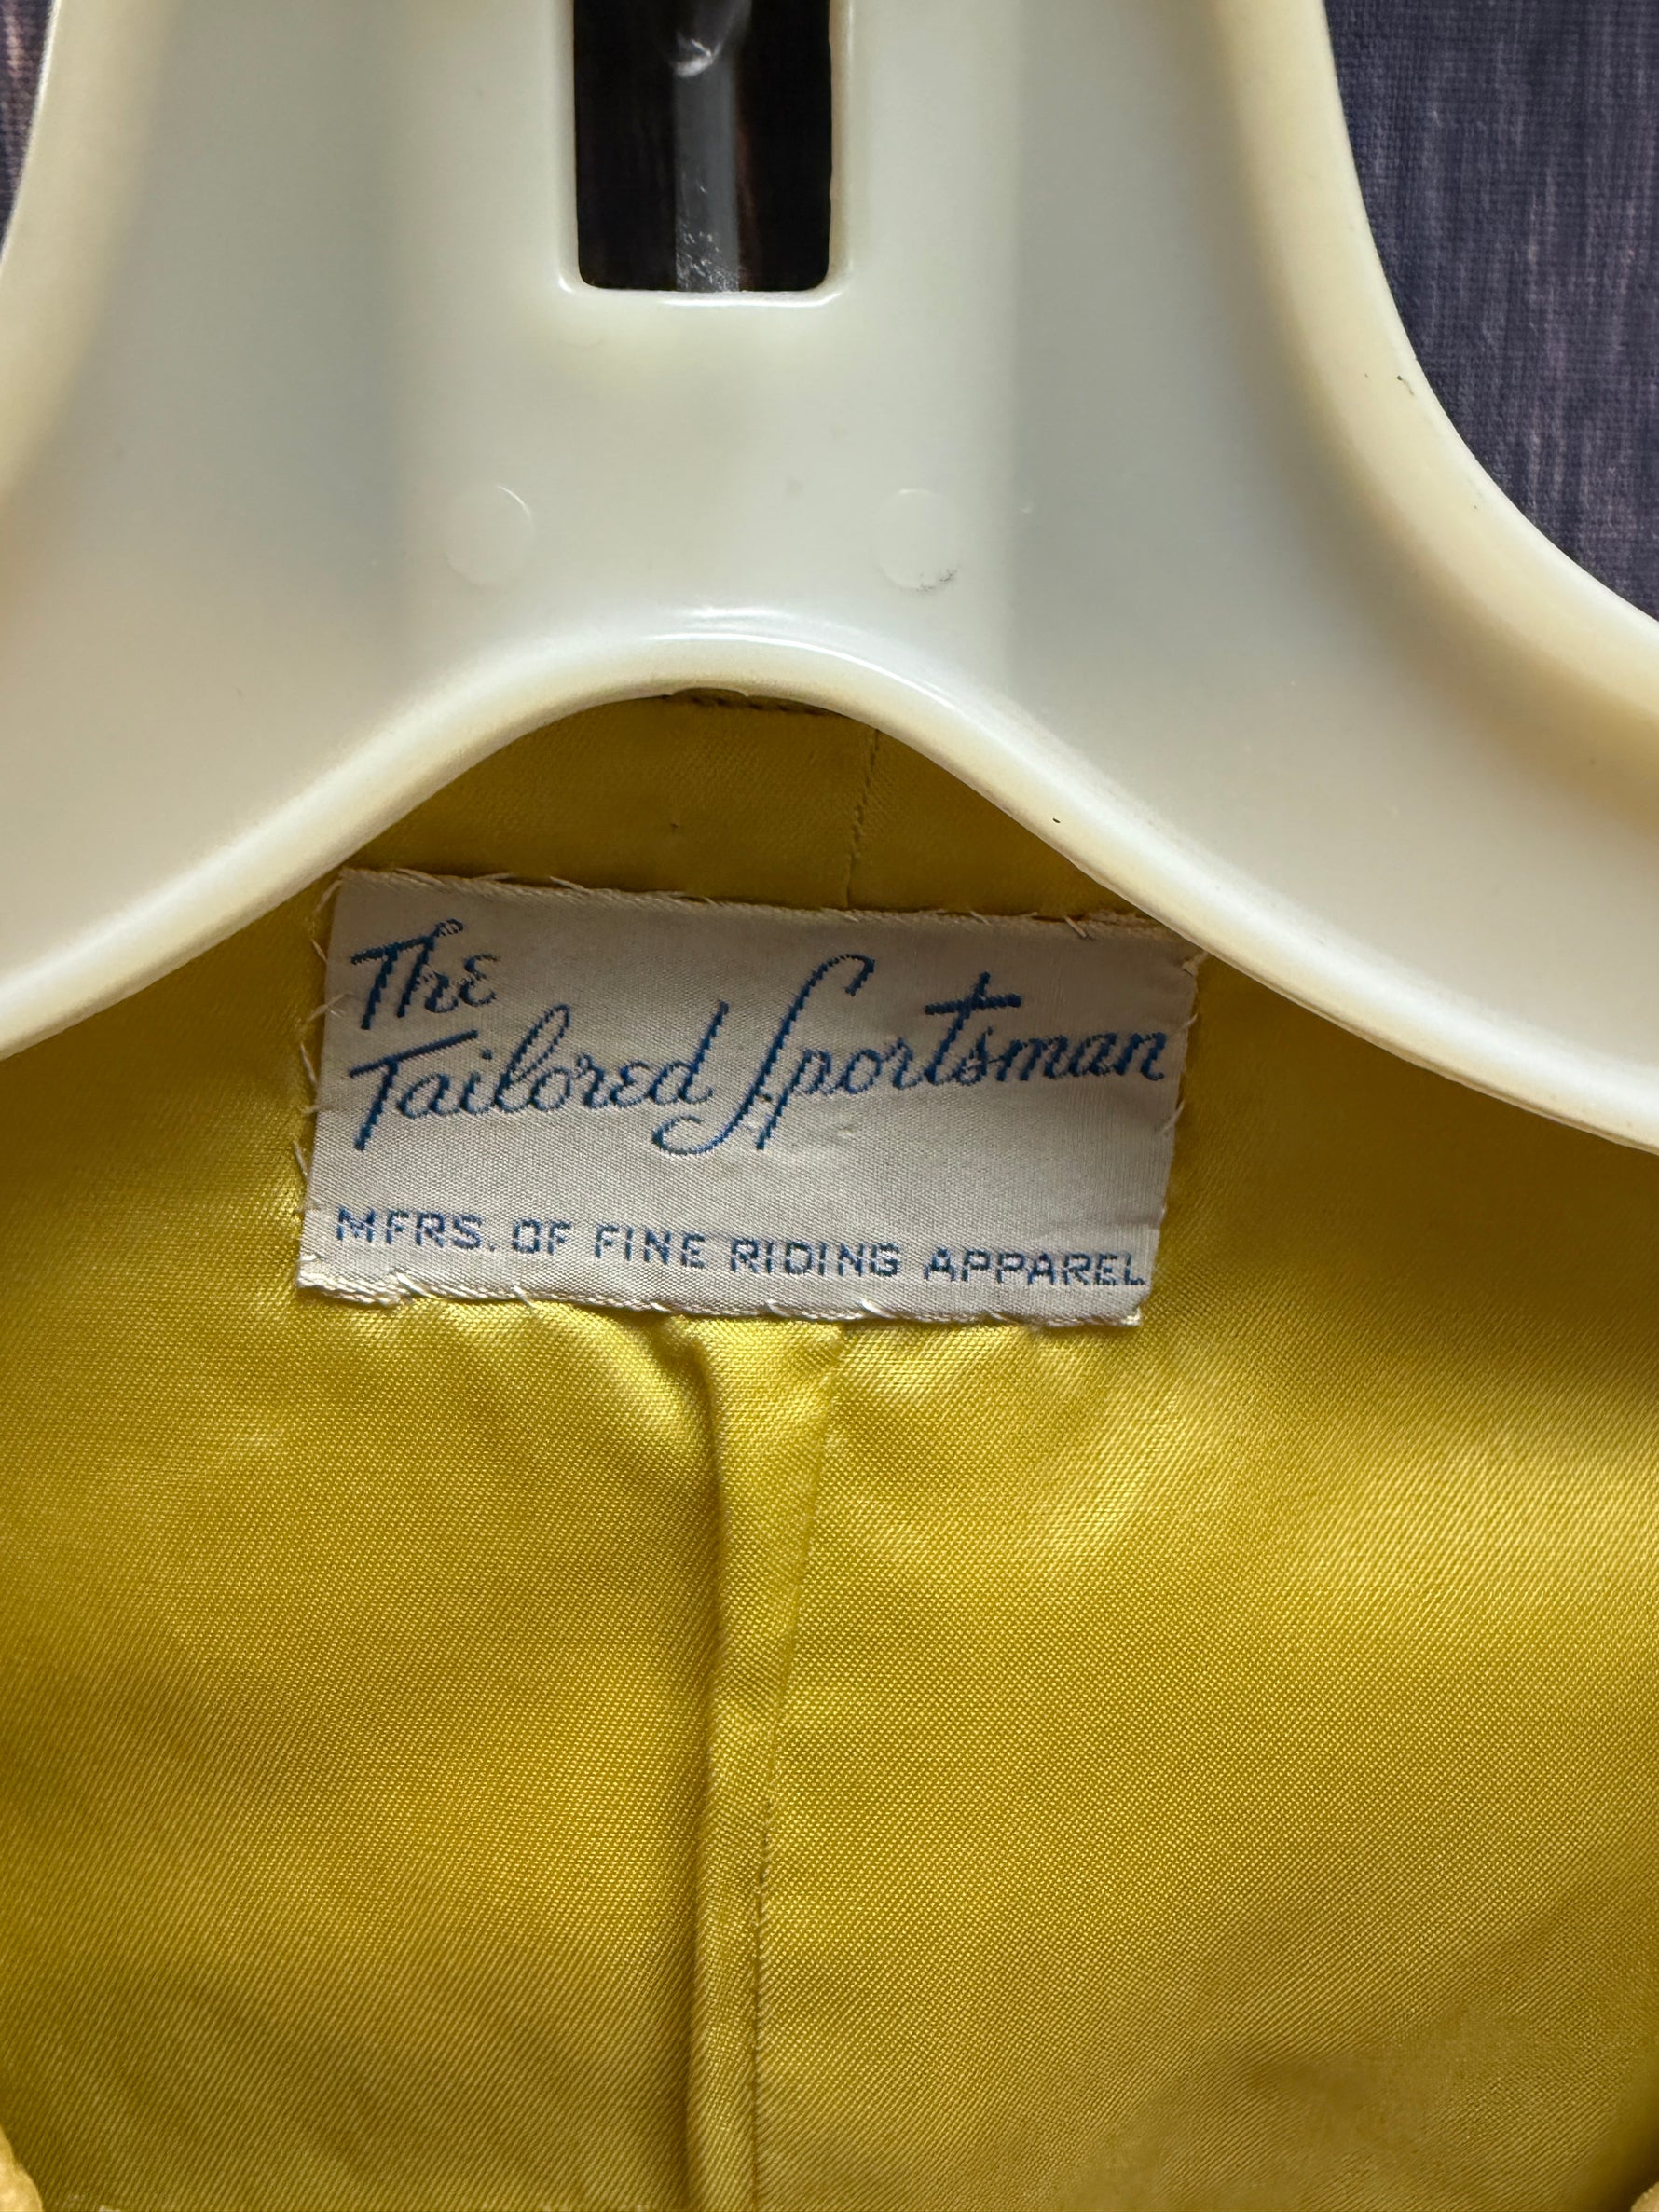 The
Tailored Sportsman
MFRS. OF FINE RIDING APPAREL